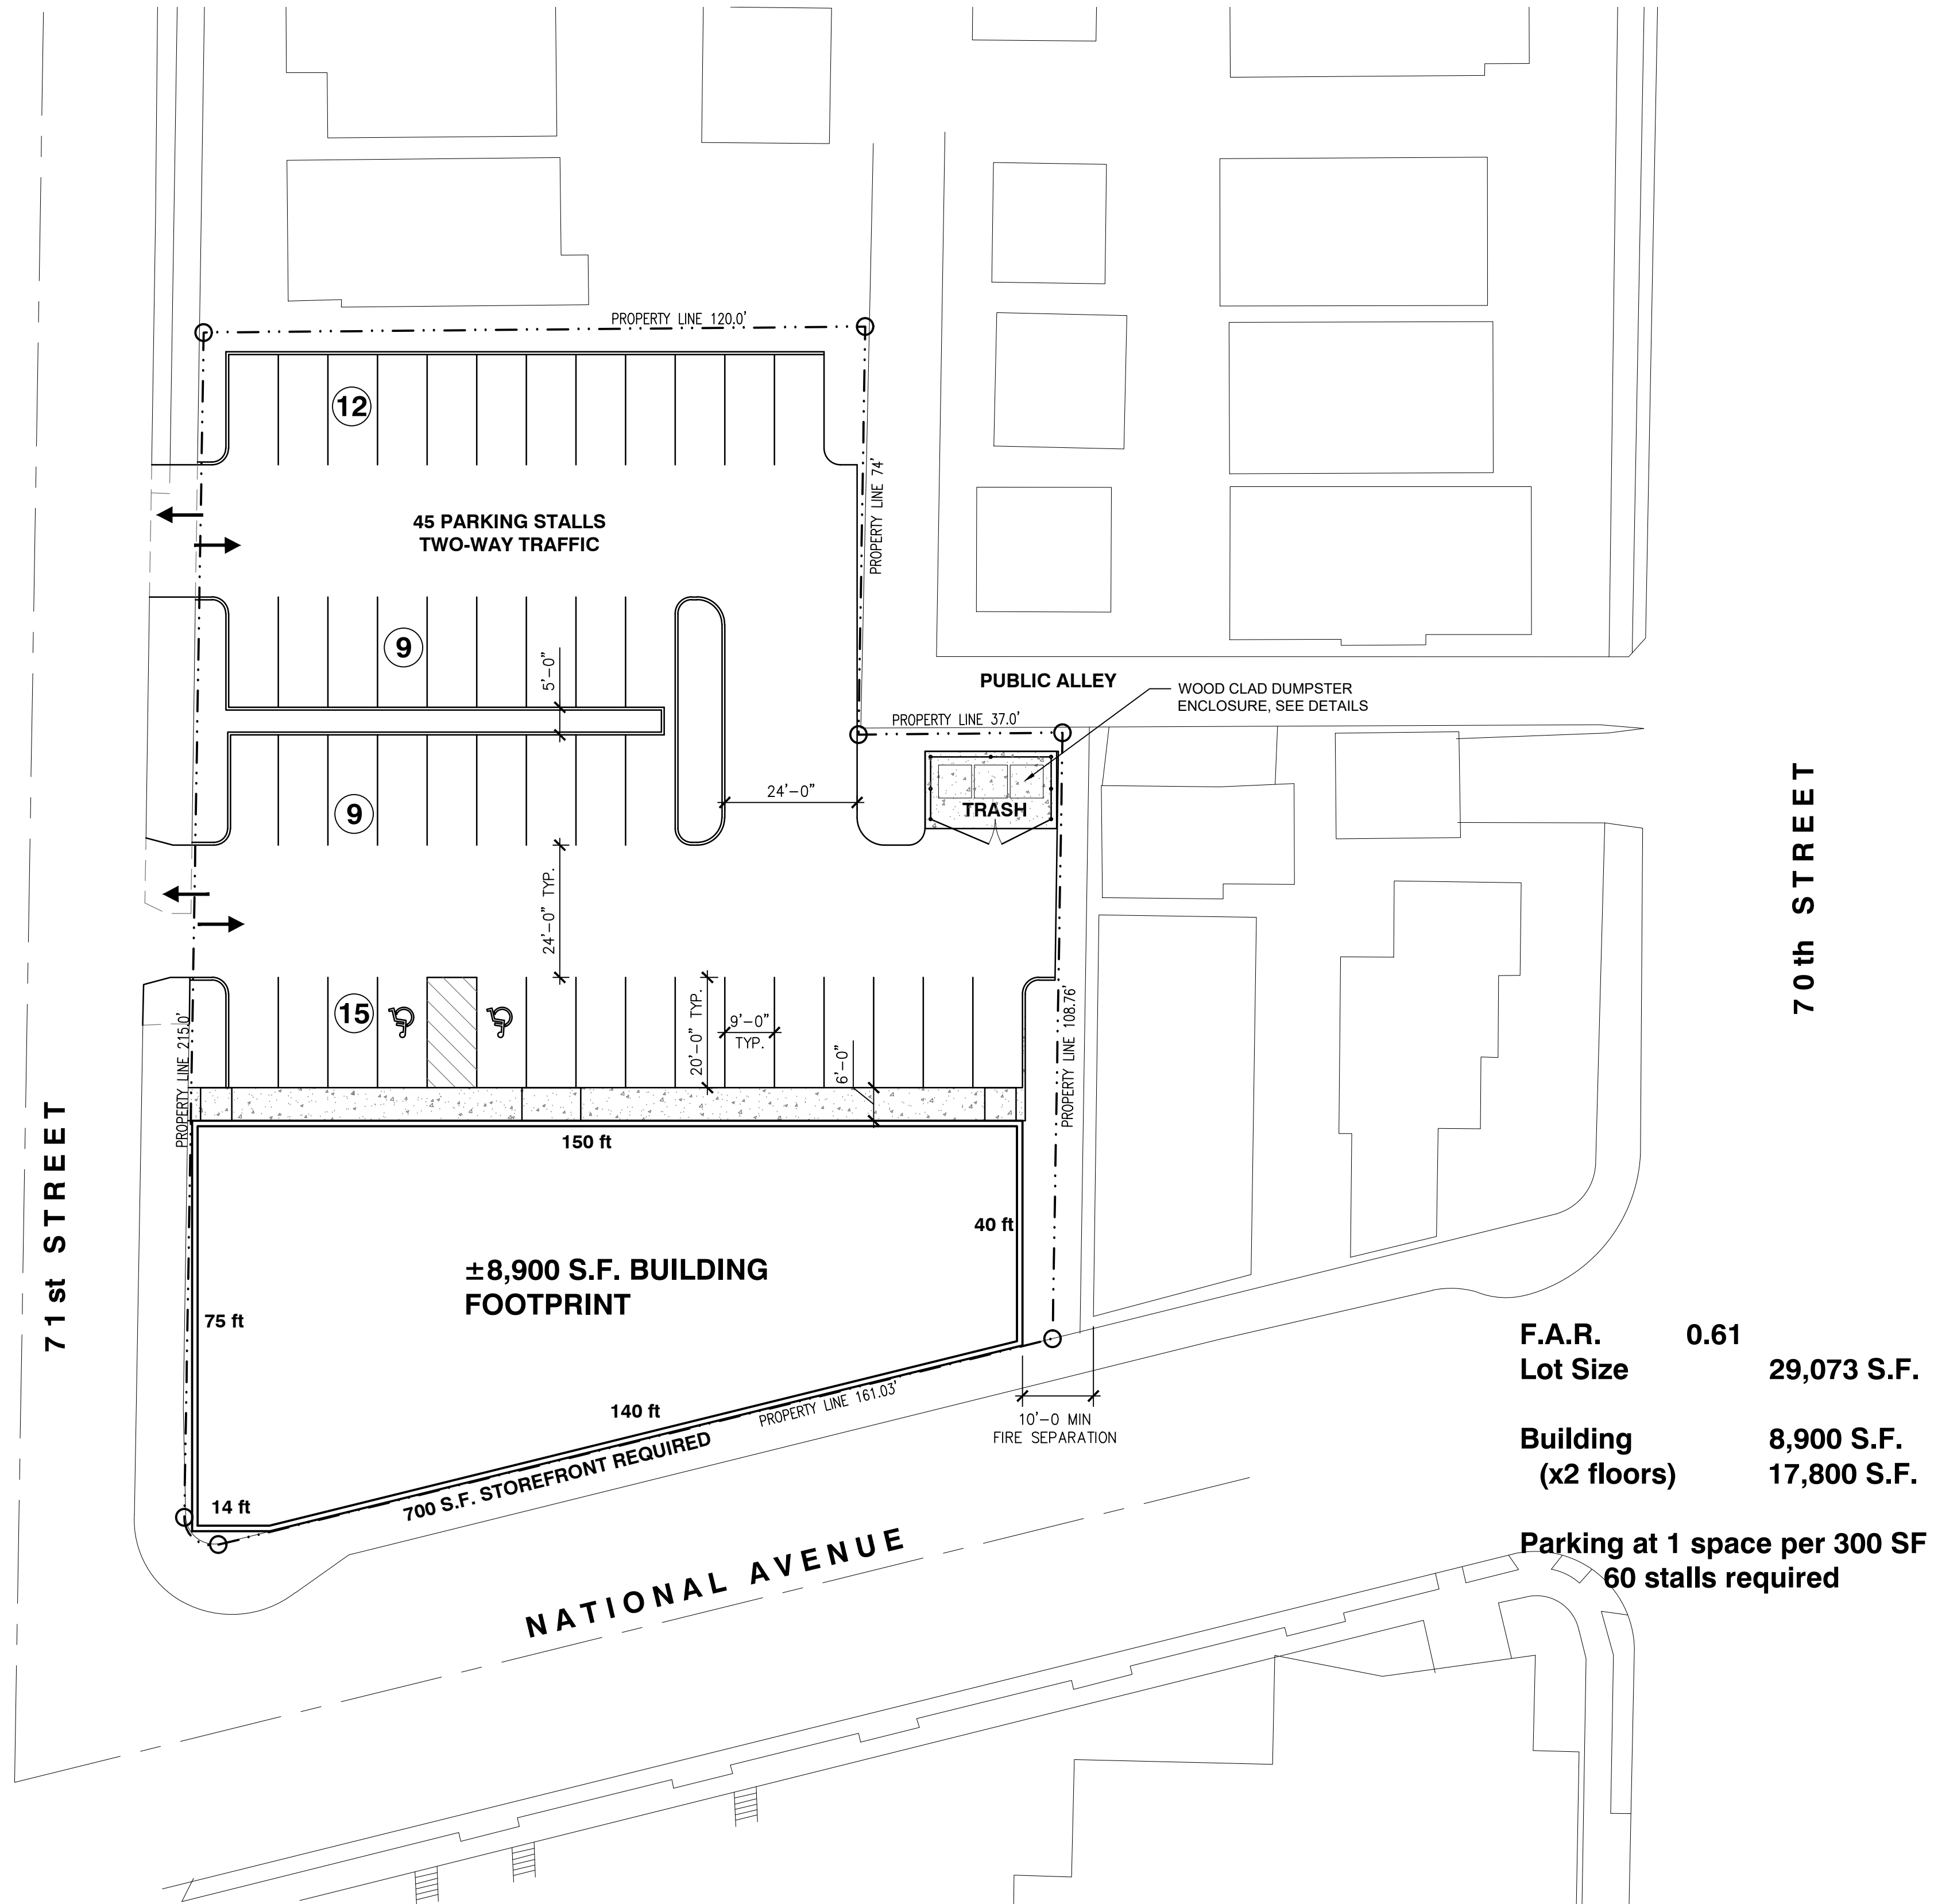 PROPERTY LINE 120.0'
12
PROPERTY LINE 74'
45 PARKING STALLS
TWO-WAY TRAFFIC
9
5'-0"
PUBLIC ALLEY
WOOD CLAD DUMPSTER
ENCLOSURE, SEE DETAILS
PROPERTY LINE 37.0'
24'-0"
TRASH
9
24'-0" TYP.
70th STREET
15
20'-0" TYP.
9'-0"
TYP.
6'-0"
PROPERTY LINE 108.76'
PROPERTY LINE 215.0'
71st STREET
150 ft
40 ft
±8,900 S.F. BUILDING
FOOTPRINT
75 ft
140 ft
PROPERTY LINE 161.03'
10'-0 MIN
FIRE SEPARATION
700 S.F. STOREFRONT REQUIRED
14 ft
NATIONAL AVENUE
F.A.R. 0.61
Lot Size 29,073 S.F.
Building 8,900 S.F.
(x2 floors) 17,800 S.F.
Parking at 1 space per 300 SF
60 stalls required